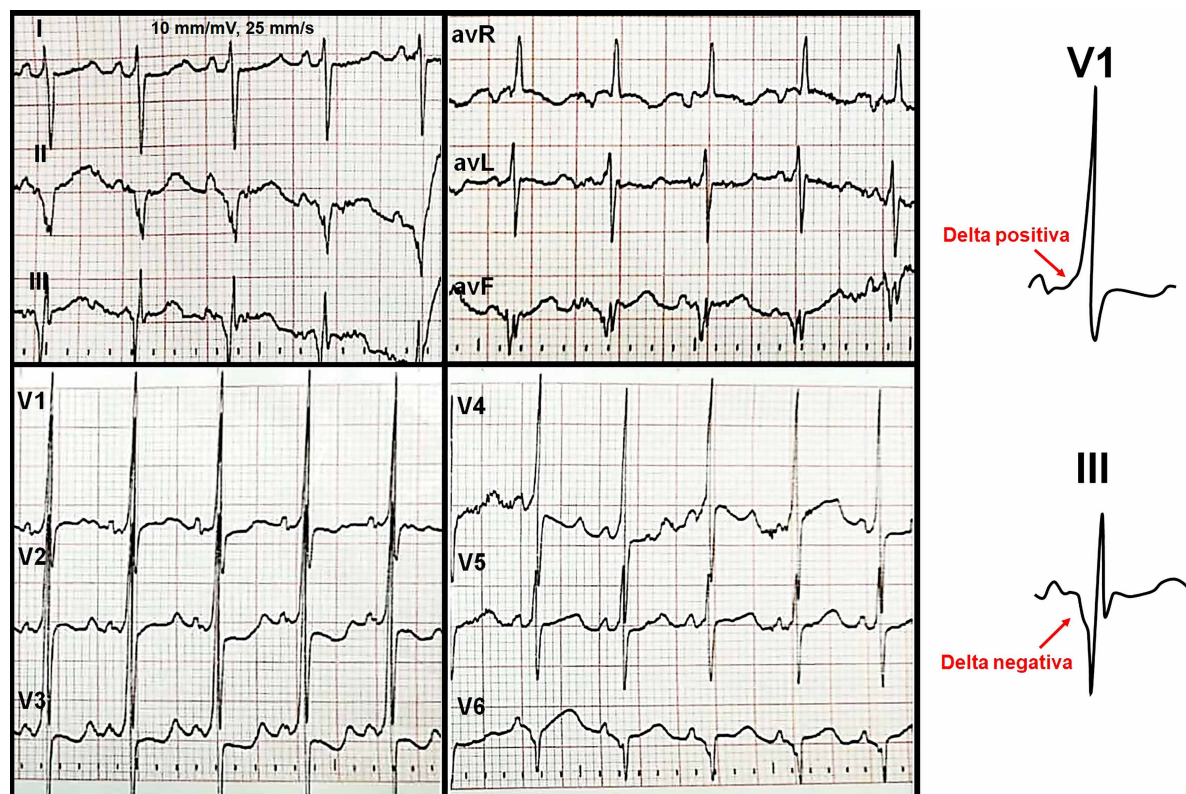 I
10 mm/mV, 25 mm/s
II
III
avR
avL
avF
V1
V2
V3
V4
V5
V6
V1
Delta positiva
III
Delta negativa